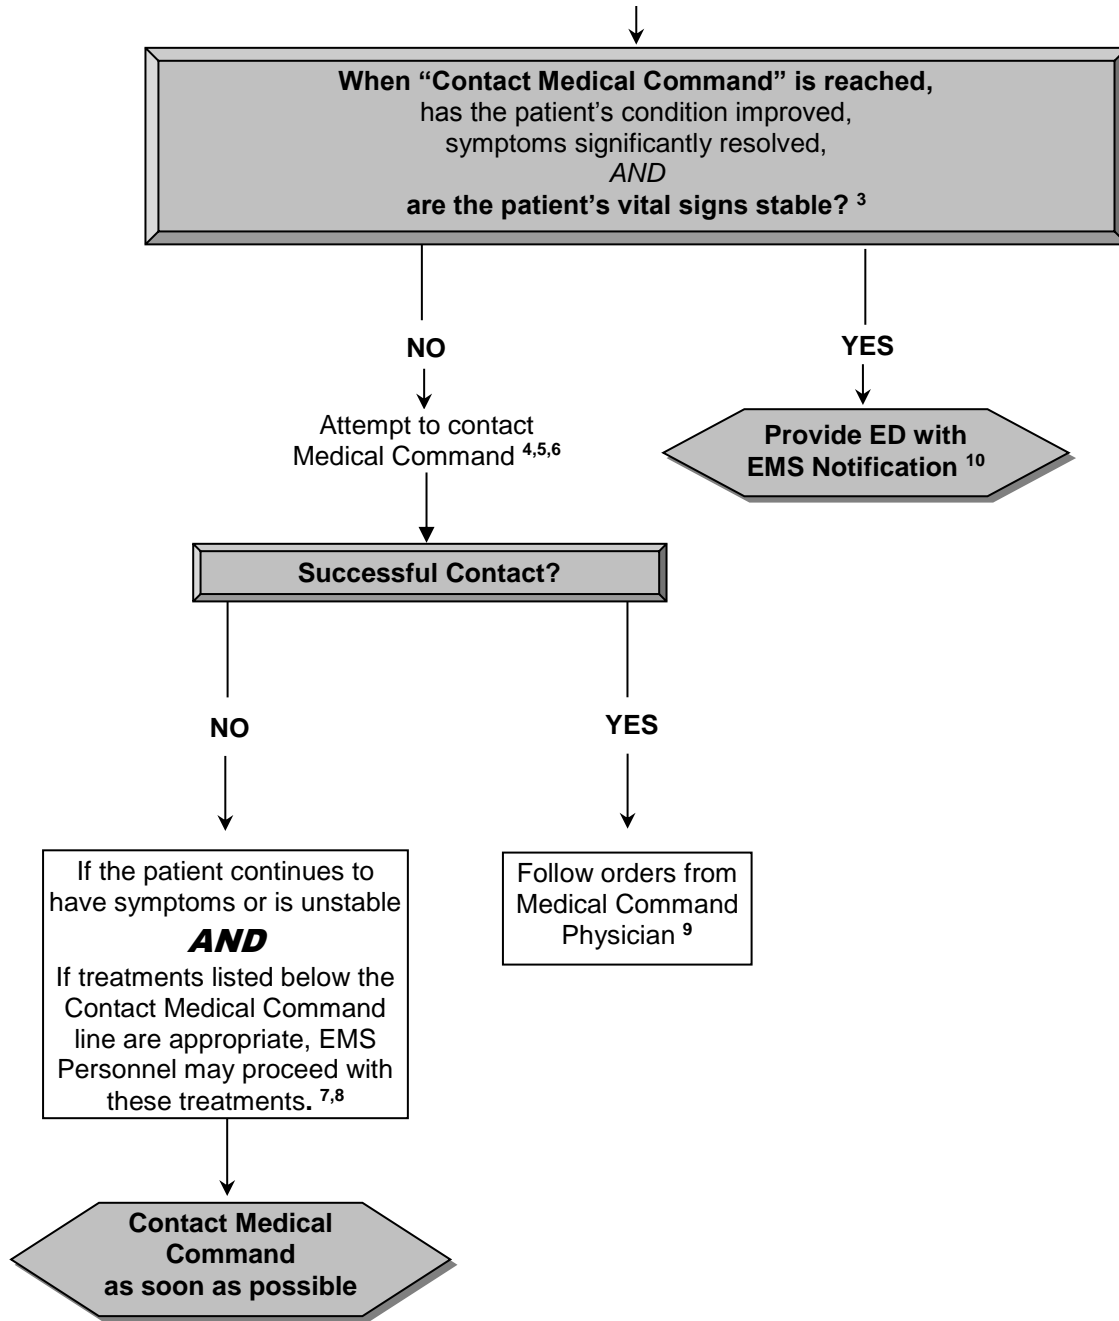 When “Contact Medical Command” is reached,
has the patient’s condition improved,
symptoms significantly resolved,
AND
are the patient’s vital signs stable? 3
NO
YES
Attempt to contact
Medical Command 4,5,6
Provide ED with
EMS Notification 10
Successful Contact?
NO
YES
If the patient continues to
have symptoms or is unstable
AND
If treatments listed below the
Contact Medical Command
line are appropriate, EMS
Personnel may proceed with
these treatments. 7,8
Follow orders from
Medical Command
Physician 9
Contact Medical
Command
as soon as possible